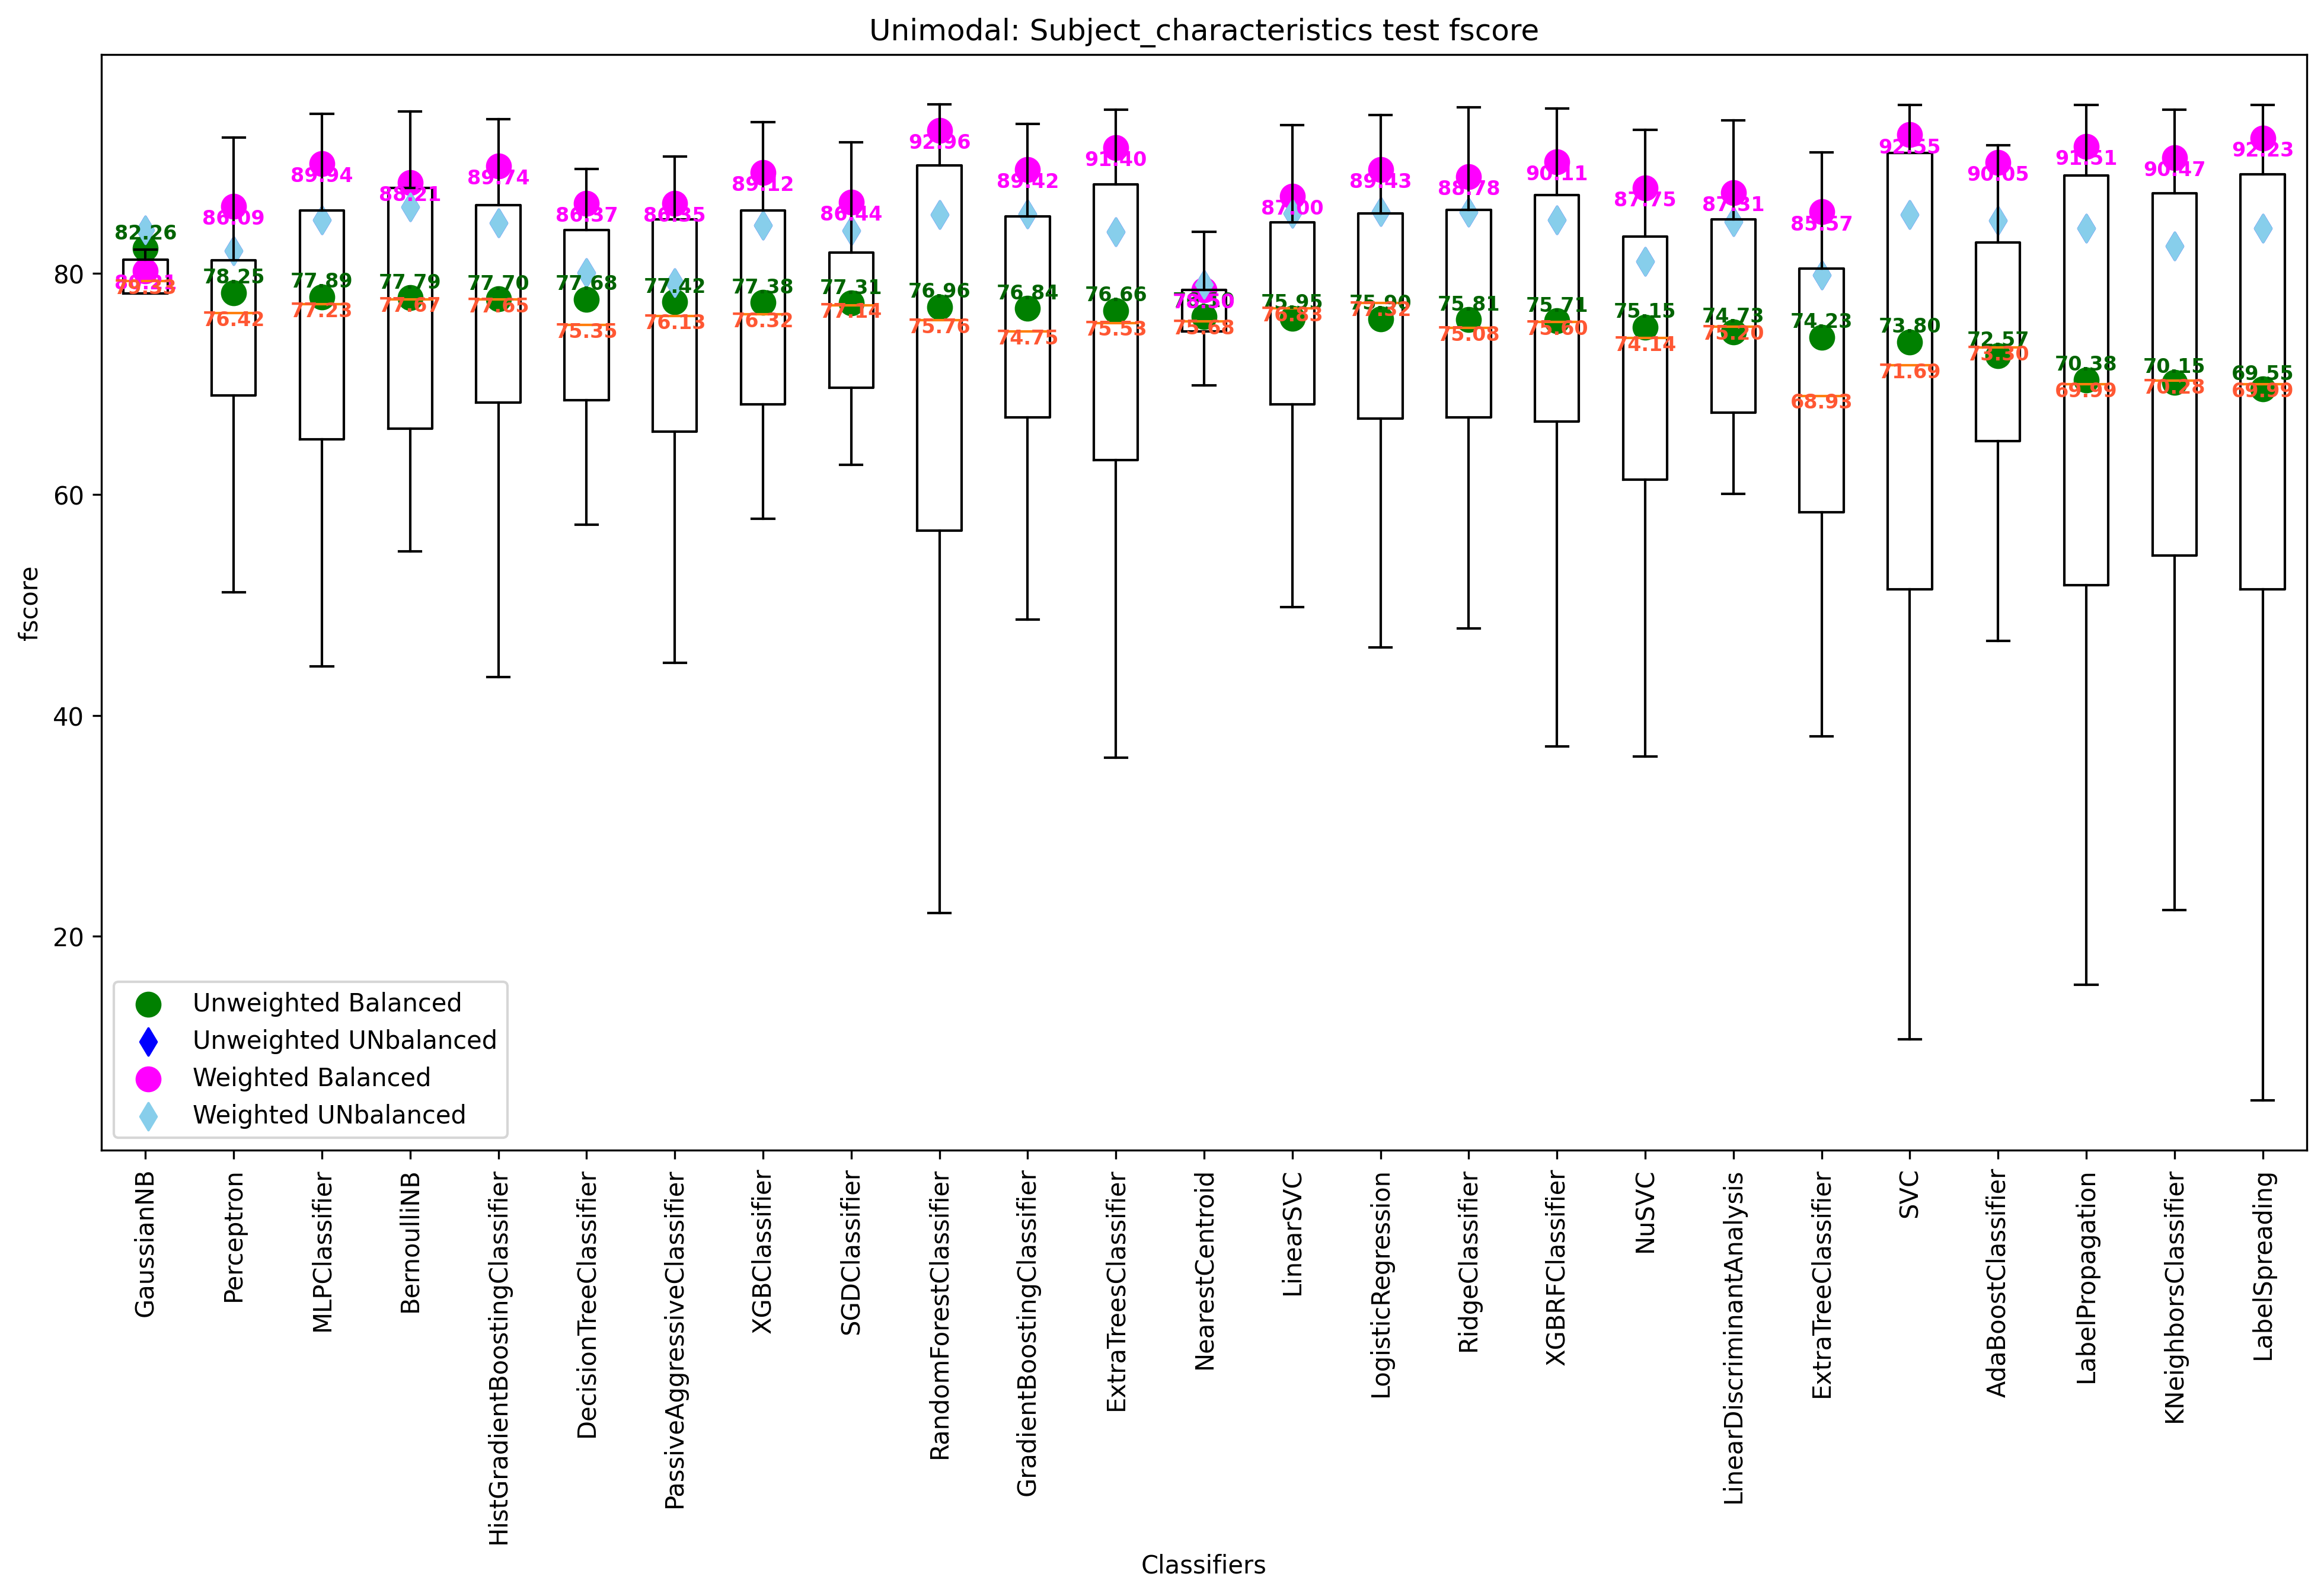 Unimodal: Subject_characteristics test fscore
fscore
80
60
40
20
82.26
78.25
76.42
86.09
77.89
77.23
89.94
77.79
77.67
88.21
77.70
77.65
89.74
77.68
75.35
86.37
77.42
76.13
86.35
77.38
76.32
89.12
77.31
77.14
86.44
76.96
75.76
92.96
76.84
74.75
89.42
76.66
75.53
91.40
75.68
75.95
76.83
87.00
75.90
77.32
89.43
75.81
75.08
88.78
75.71
75.60
90.11
75.15
74.14
87.75
74.73
75.20
87.31
74.23
68.93
85.57
73.80
71.69
92.55
72.57
73.30
90.05
70.38
69.99
91.51
70.15
70.28
90.47
69.55
69.99
92.23
Unweighted Balanced
Unweighted UNbalanced
Weighted Balanced
Weighted UNbalanced
GaussianNB
Perceptron
MLPClassifier
BernoulliNB
HistGradientBoostingClassifier
DecisionTreeClassifier
PassiveAggressiveClassifier
XGBClassifier
SGDClassifier
RandomForestClassifier
GradientBoostingClassifier
ExtraTreesClassifier
NearestCentroid
LinearSVC
LogisticRegression
RidgeClassifier
XGBRFClassifier
NuSVC
LinearDiscriminantAnalysis
ExtraTreeClassifier
SVC
AdaBoostClassifier
LabelPropagation
KNeighborsClassifier
LabelSpreading
Classifiers